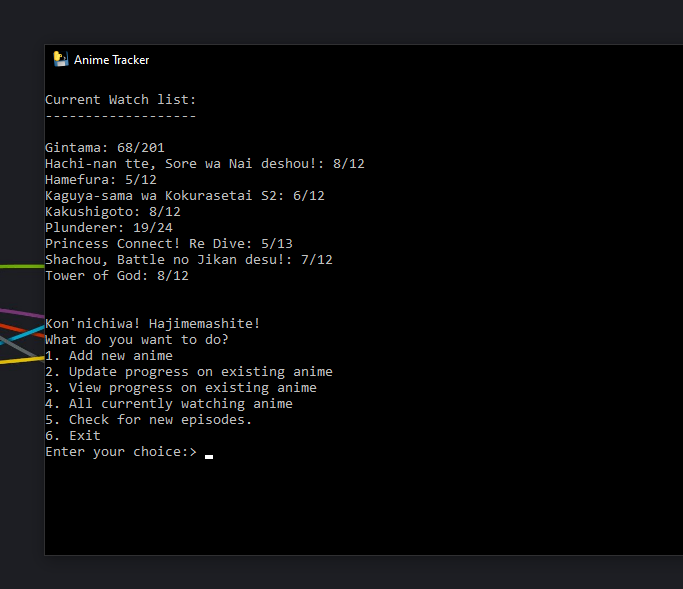 Anime Tracker
Current Watch list:
-------------------
Gintama: 68/201
Hachi-nan tte, Sore wa Nai deshou!: 8/12
Hamefura: 5/12
Kaguya-sama wa Kokurasetai S2: 6/12
Kakushigoto: 8/12
Plunderer: 19/24
Princess Connect! Re Dive: 5/13
Shachou, Battle no Jikan desu!: 7/12
Tower of God: 8/12
Kon'nichiwa! Hajimemashite!
What do you want to do?
1. Add new anime
2. Update progress on existing anime
3. View progress on existing anime
4. All currently watching anime
5. Check for new episodes.
6. Exit
Enter your choice:>